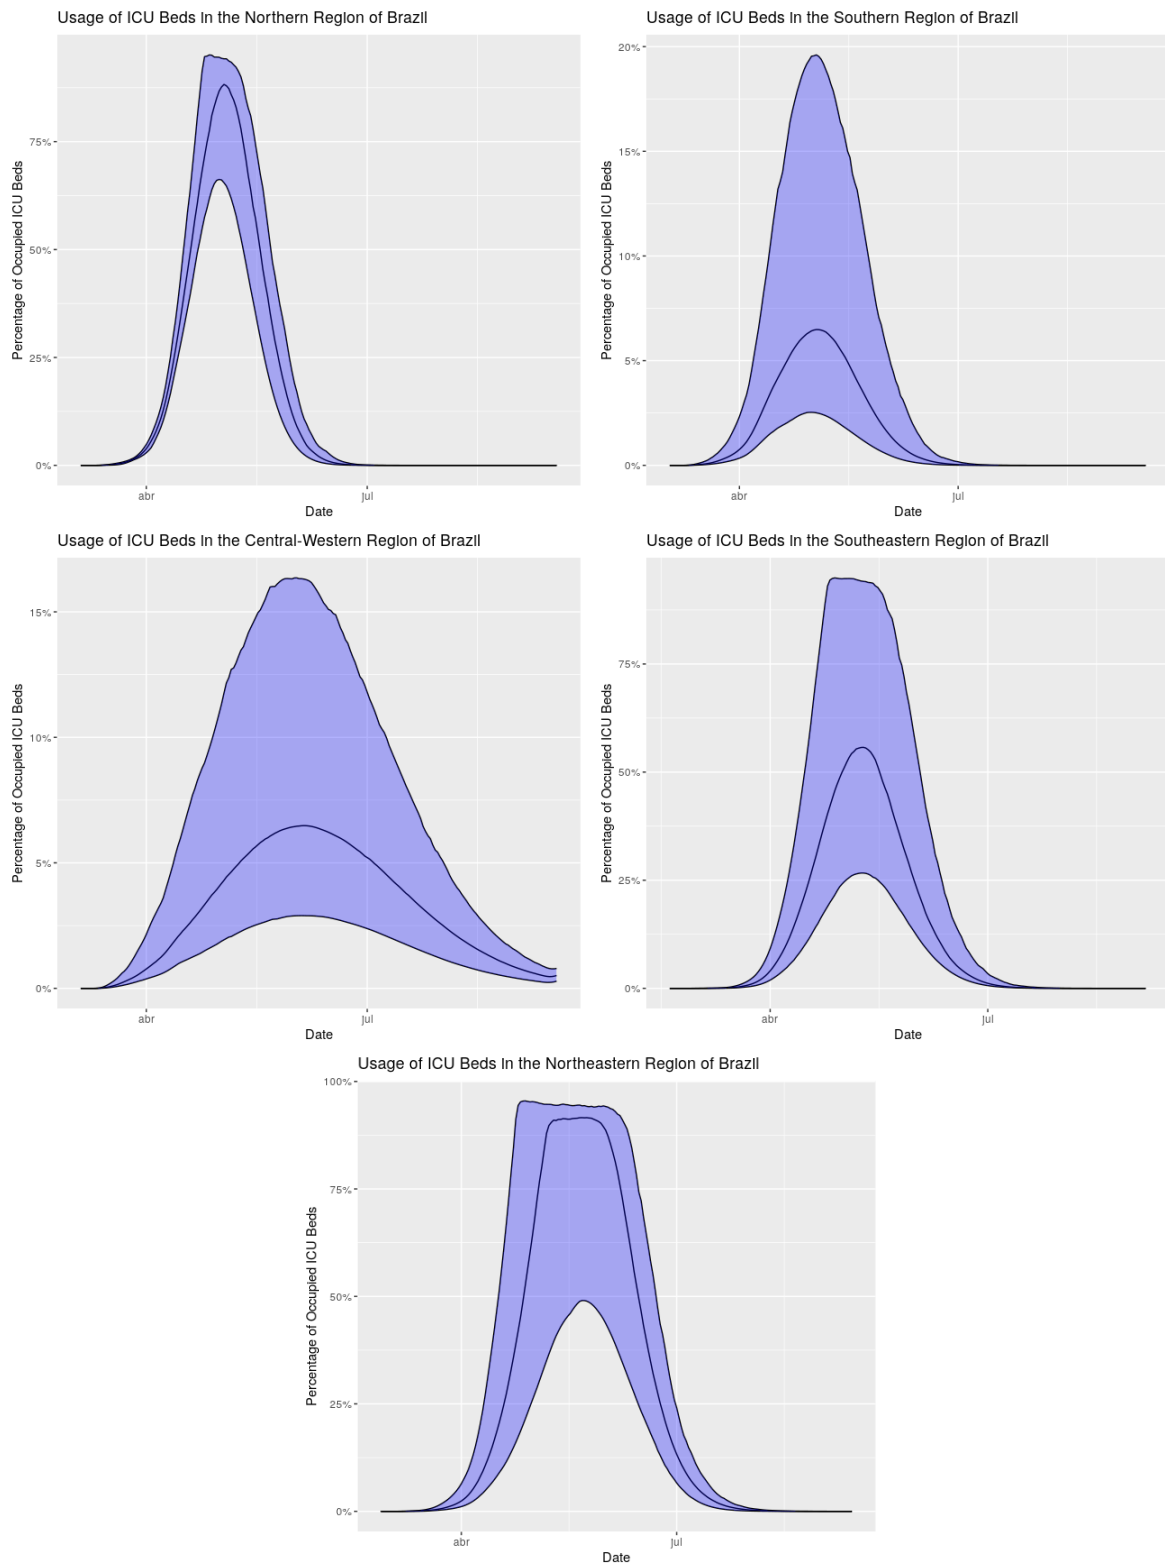 Usage of ICU Beds in the Northern Region of Brazil
Percentage of Occupied ICU Beds
75%
50%
25%
0%
abr
jul
Date
Usage of ICU Beds in the Southern Region of Brazil
Percentage of Occupied ICU Beds
20%
15%
10%
5%
0%
abr
jul
Date
Usage of ICU Beds in the Central-Western Region of Brazil
Percentage of Occupied ICU Beds
15%
10%
5%
0%
abr
jul
Date
Usage of ICU Beds in the Southeastern Region of Brazil
Percentage of Occupied ICU Beds
75%
50%
25%
0%
abr
jul
Date
Usage of ICU Beds in the Northeastern Region of Brazil
Percentage of Occupied ICU Beds
100%
75%
50%
25%
0%
abr
jul
Date